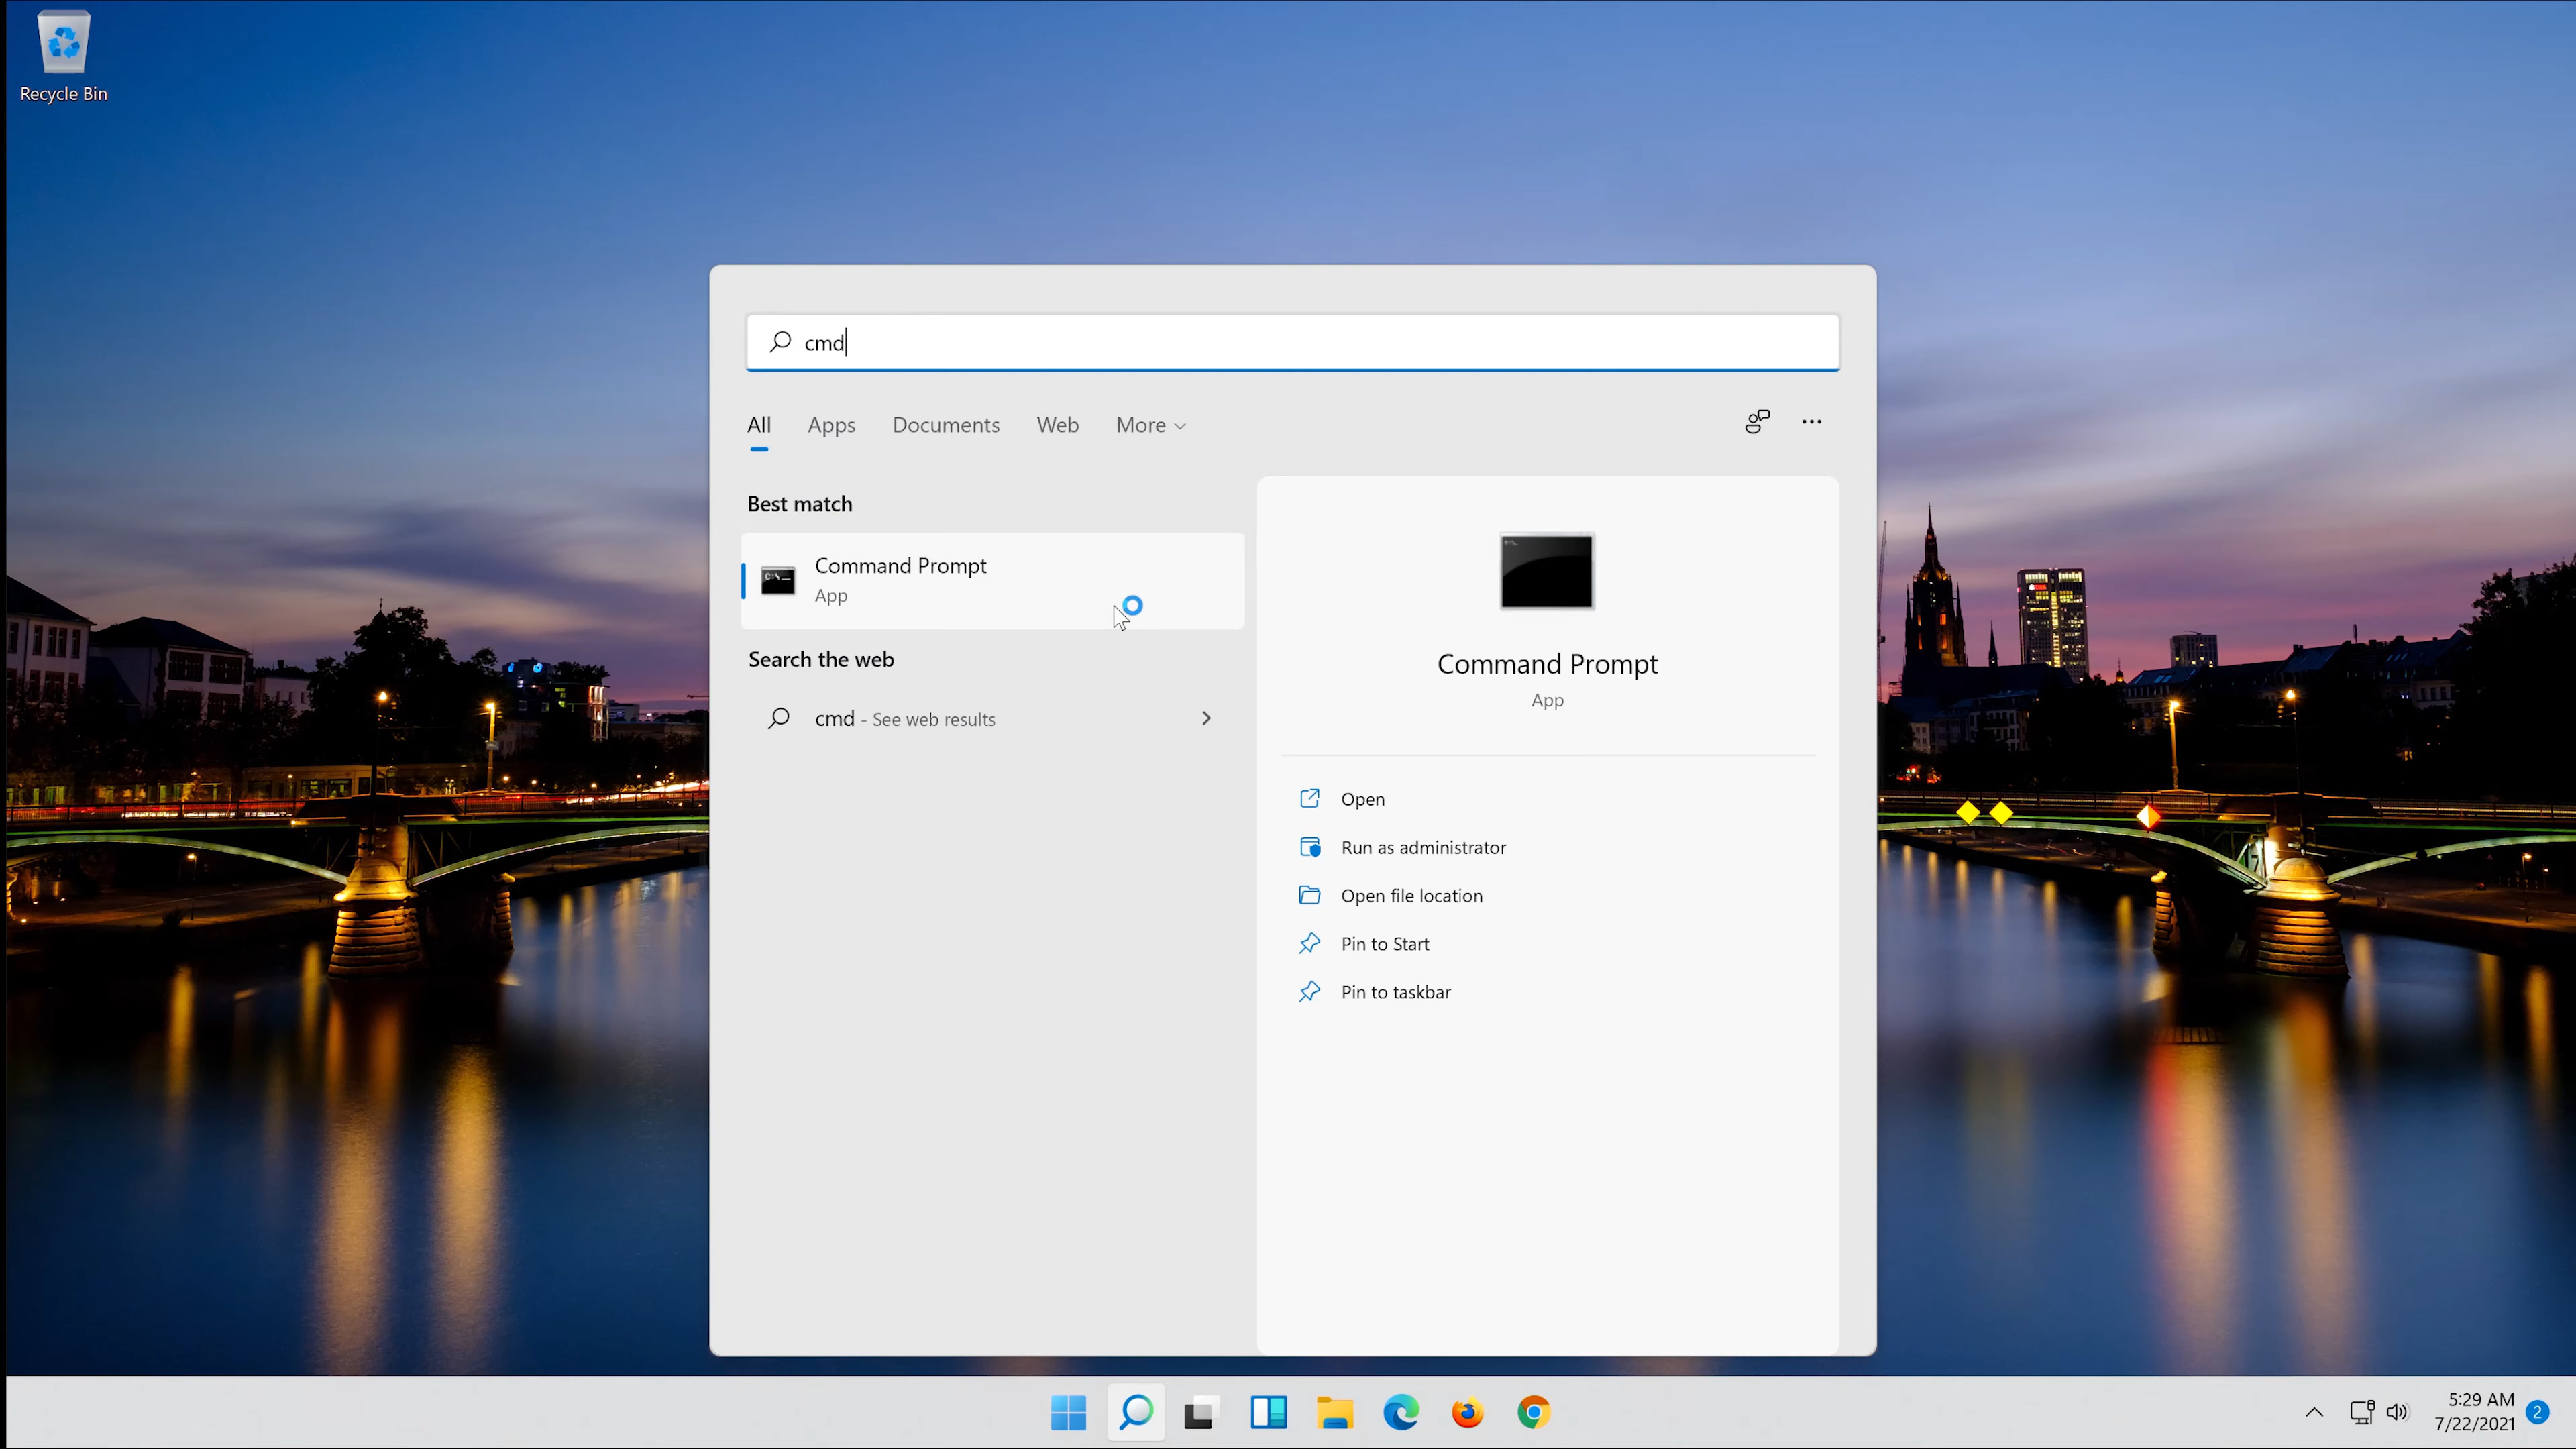 Recycle Bin
cmd
All Apps Documents Web More
Best match
Command Prompt
App
Search the web
cmd - See web results
Command Prompt
App
Open
Run as administrator
Open file location
Pin to Start
Pin to taskbar
5:29 AM
7/22/2021
2